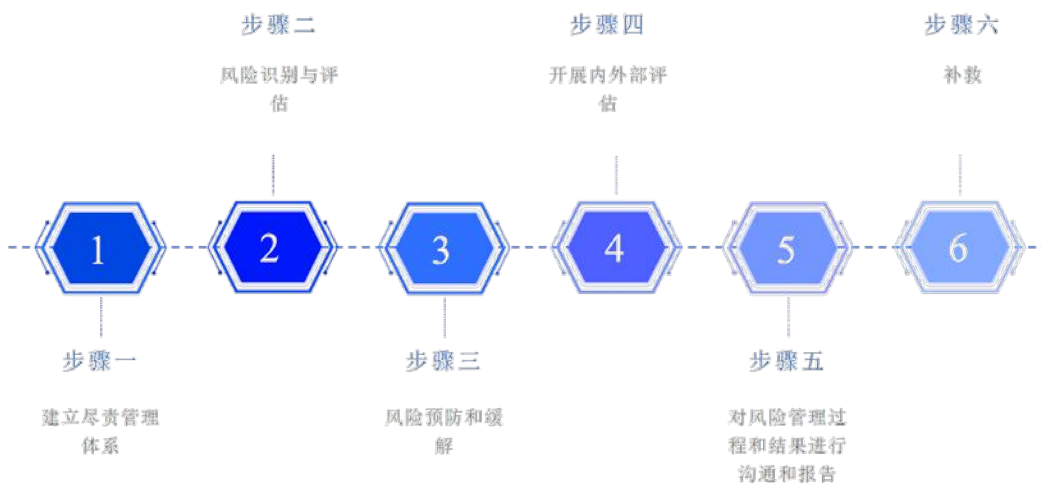 步骤二
风险识别与评
估
步骤四
开展内外部评
估
步骤六
补救
1
2
3
4
5
6
步骤一
建立尽责管理
体系
步骤三
风险预防和缓
解
步骤五
对风险管理过
程和结果进行
沟通和报告